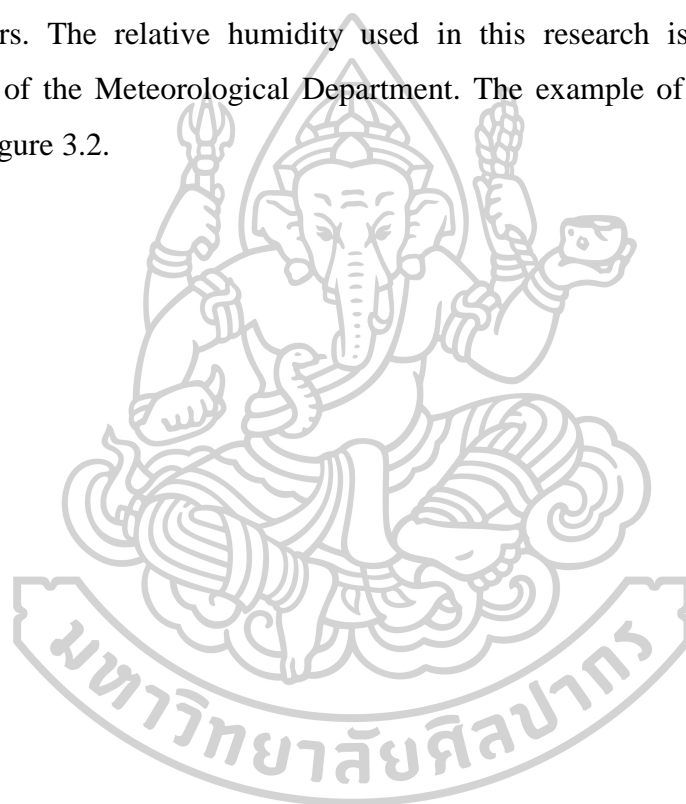 rs. The relative humidity used in this research is
of the Meteorological Department. The example of
gure 3.2.
มหาวิทยาลัยศิลปากร